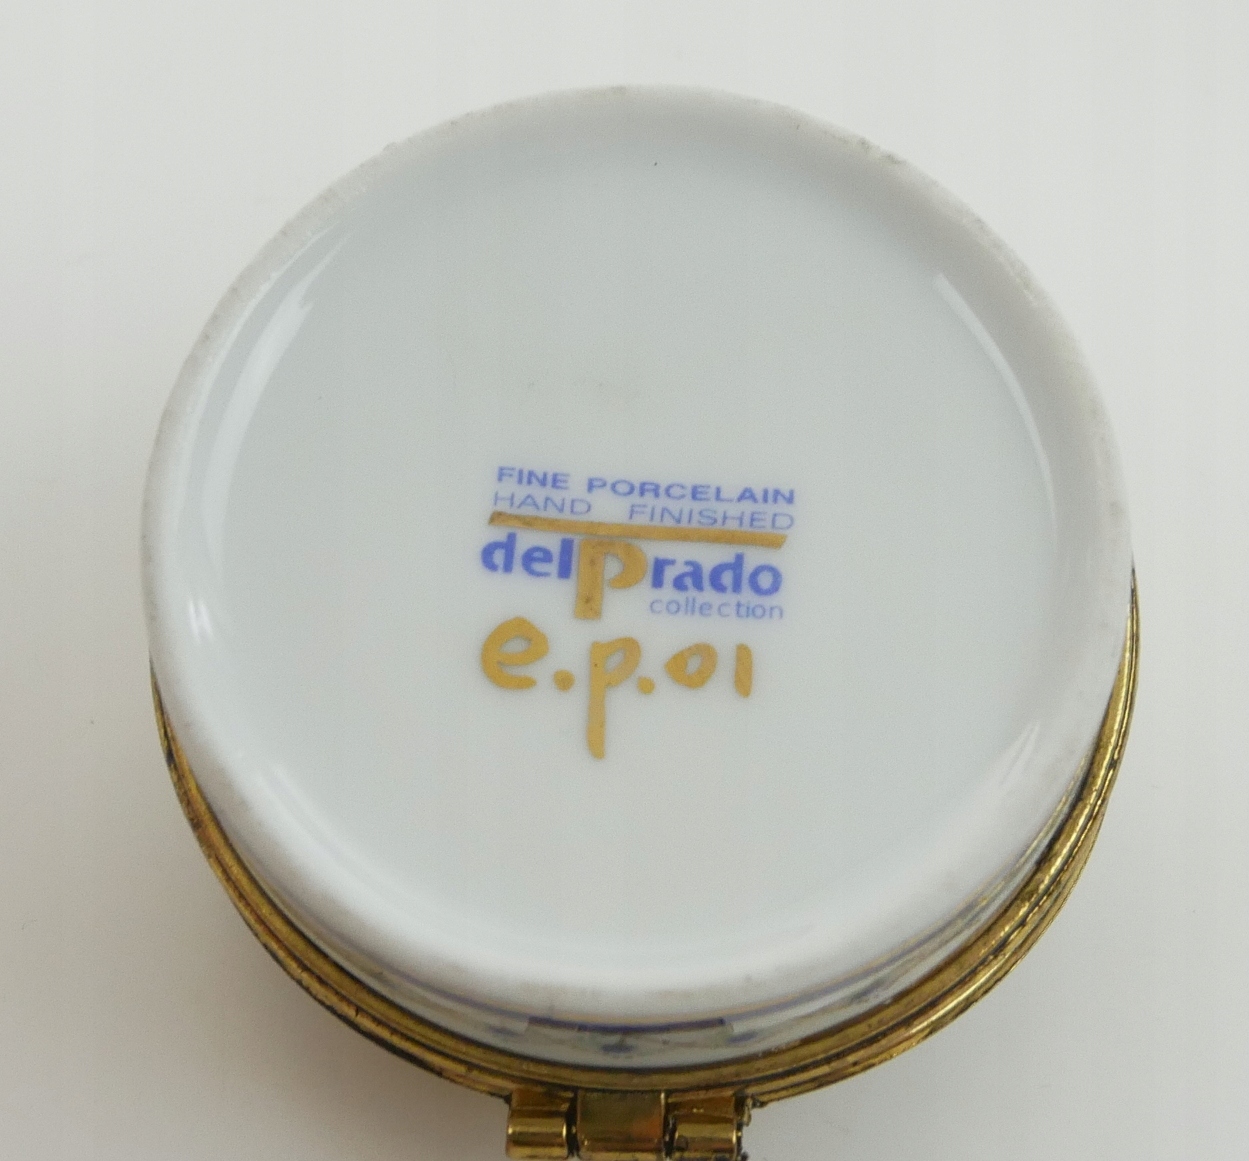 FINE PORCELAIN
HAND FINISHED
delPrado
collection
e.p.01